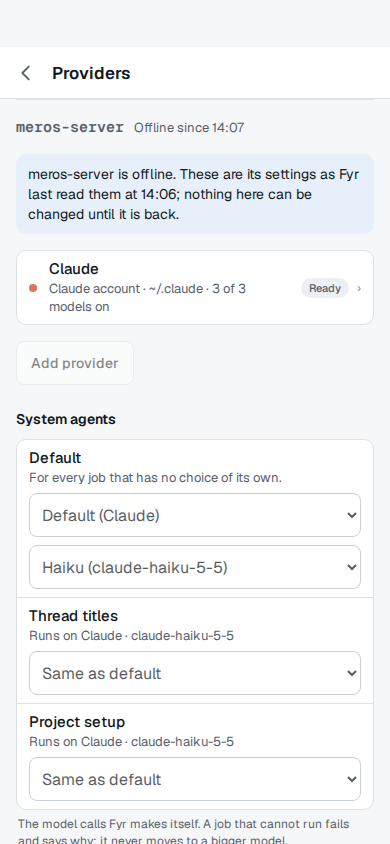 Providers
meros-server Offline since 14:07
meros-server is offline. These are its settings as Fyr
last read them at 14:06; nothing here can be
changed until it is back.
Claude
Claude account · ~/.claude · 3 of 3
models on
Ready
Add provider
System agents
Default
For every job that has no choice of its own.
Default (Claude)
Haiku (claude-haiku-5-5)
Thread titles
Runs on Claude · claude-haiku-5-5
Same as default
Project setup
Runs on Claude · claude-haiku-5-5
Same as default
The model calls Fyr makes itself. A job that cannot run fails
and says why; it never moves to a bigger model.